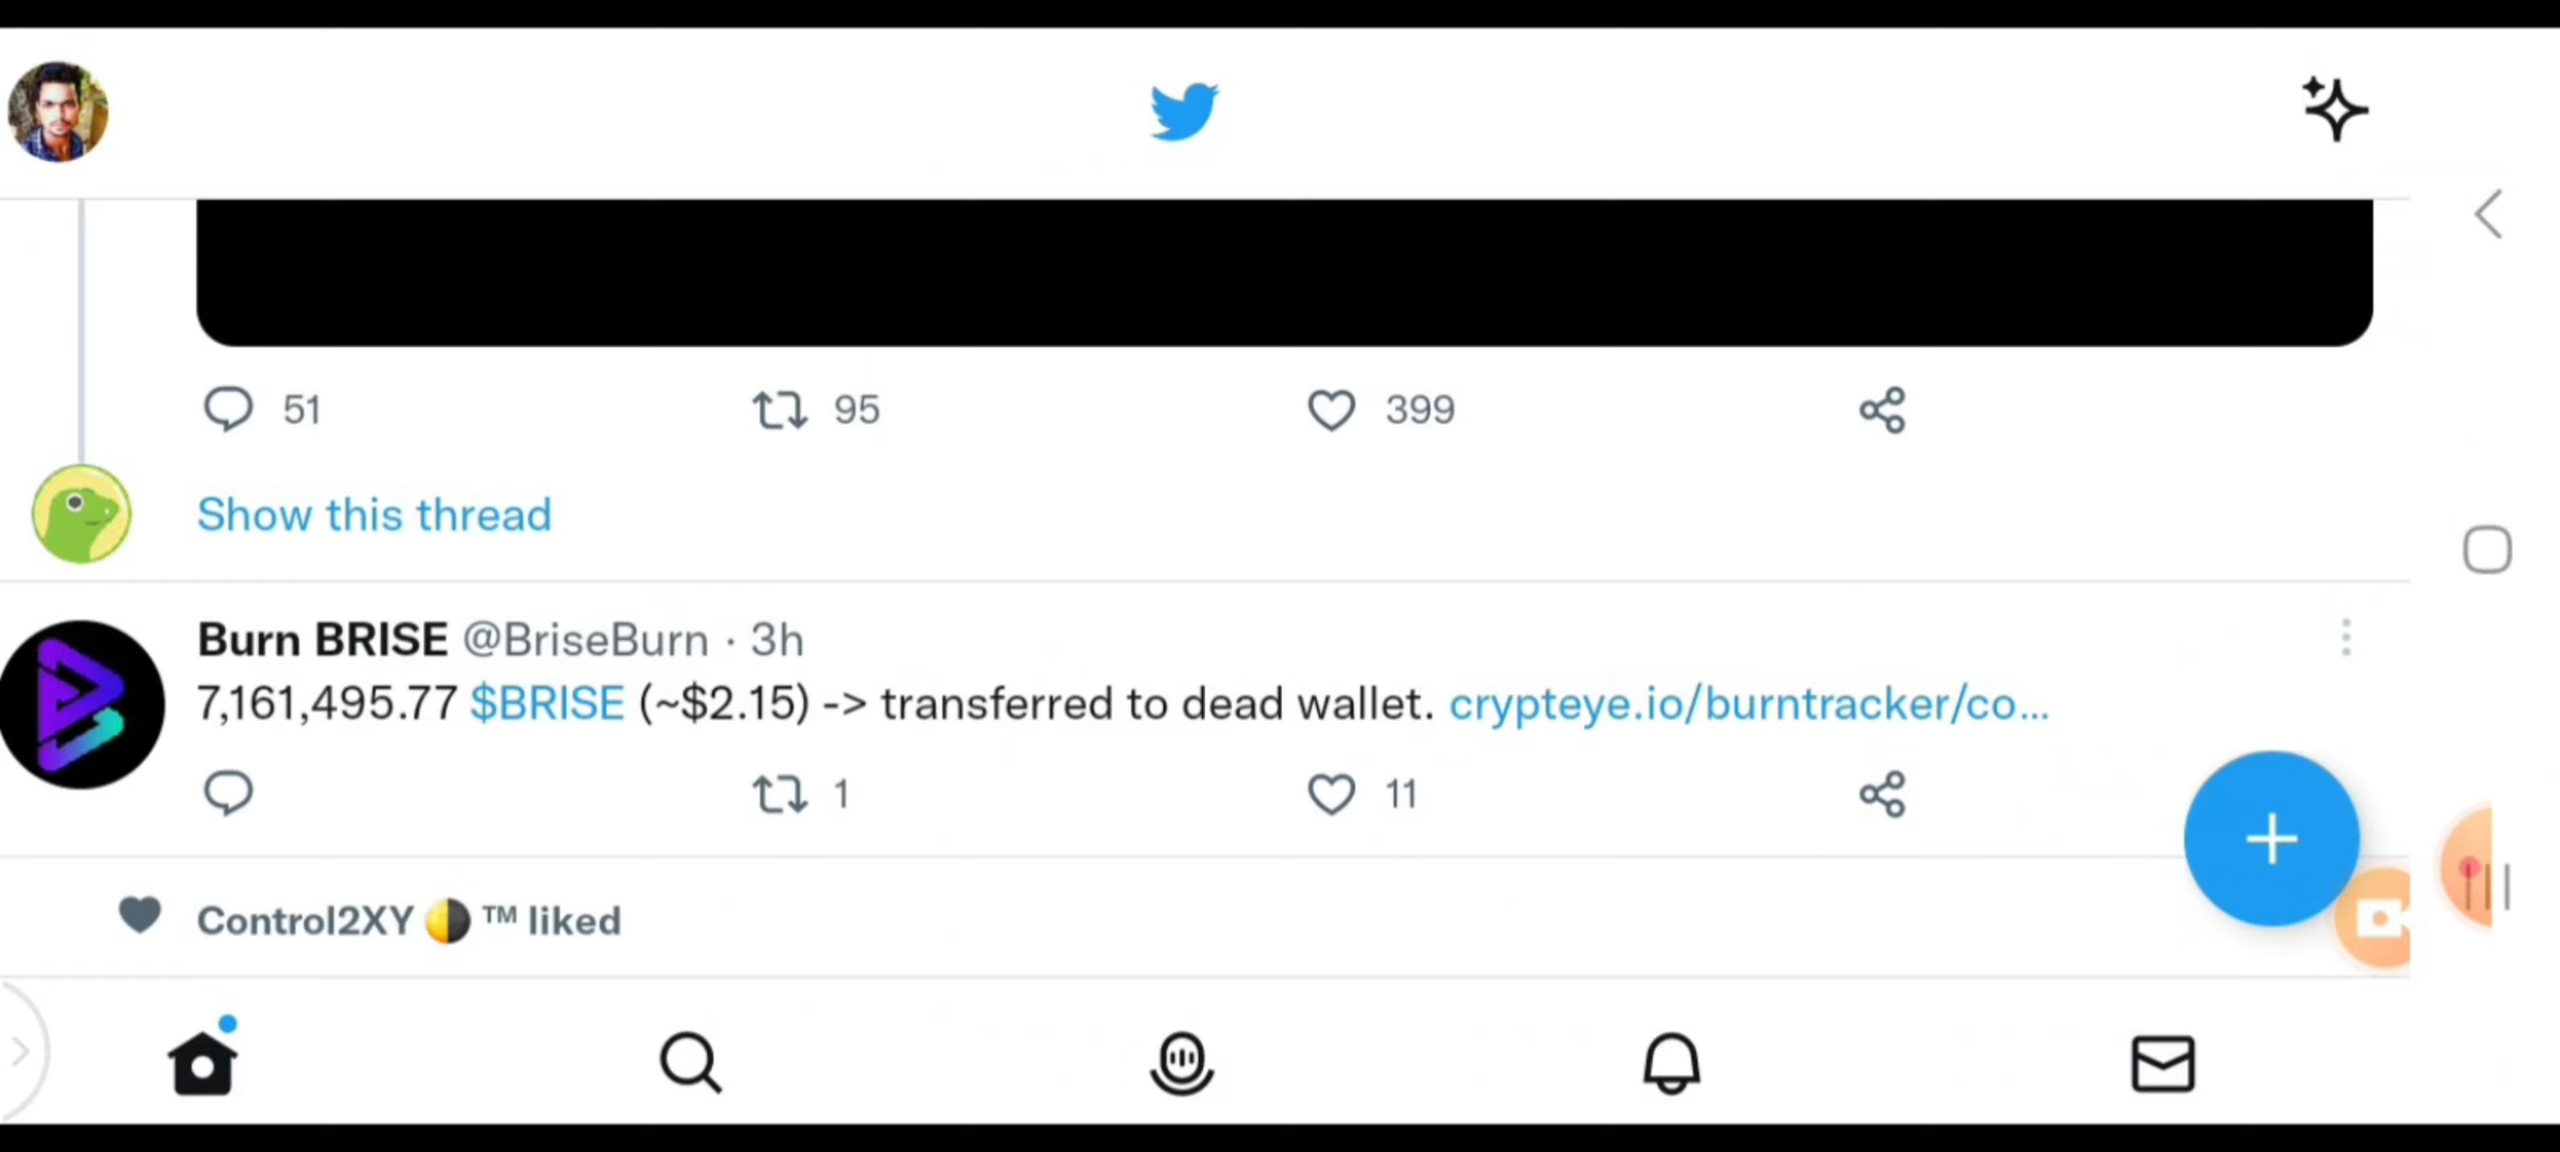 51 95 399
Show this thread
Burn BRISE @BriseBurn · 3h
7,161,495.77 $BRISE (~$2.15) -> transferred to dead wallet. crypteye.io/burntracker/co...
1 11
Control2XY 🌗 ™ liked